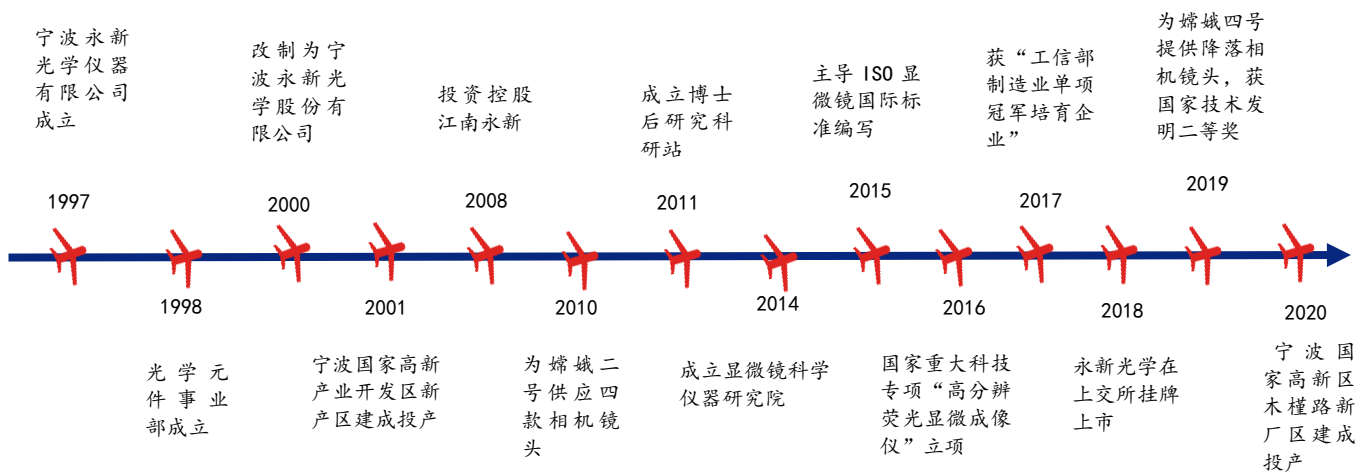 宁波永新
光学仪器
有限公司
成立
1997
1998
光学元
件事业
部成立
改制为宁
波永新光
学股份有
限公司
2000
2001
宁波国家高新
产业开发区新
产区建成投产
投资控股
江南永新
2008
2010
为嫦娥二
号供应四
款相机镜
头
成立博士
后研究科
研站
2011
2014
成立显微镜科学
仪器研究院
主导 ISO 显
微镜国际标
准编写
2015
2016
国家重大科技
专项“高分辨
荧光显微成像
仪”立项
获“工信部
制造业单项
冠军培育企
业”
2017
2018
永新光学在
上交所挂牌
上市
为嫦娥四号
提供降落相
机镜头，获
国家技术发
明二等奖
2019
2020
宁波国
家高新区
木槿路新
厂区建成
投产